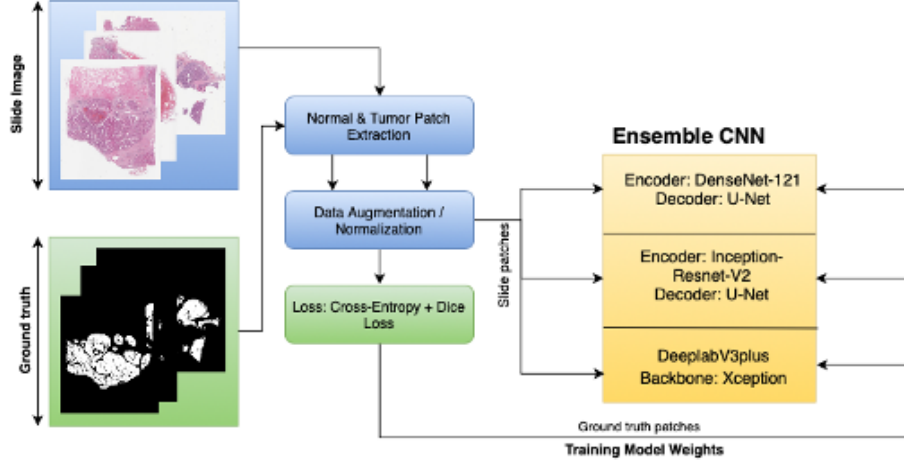 Slide Image
Normal & Tumor Patch
Extraction
Data Augmentation /
Normalization
Ground truth
Loss: Cross-Entropy + Dice
Loss
Slide patches
Ensemble CNN
Encoder: DenseNet-121
Decoder: U-Net
Encoder: Inception-
Resnet-V2
Decoder: U-Net
DeeplabV3plus
Backbone: Xception
Ground truth patches
Training Model Weights